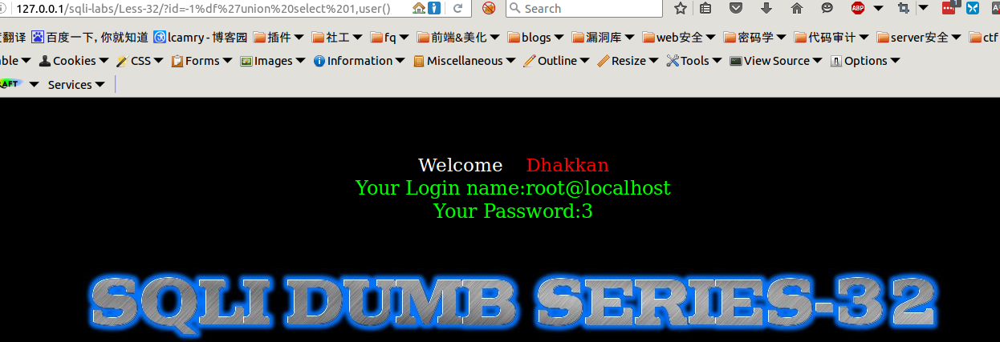 127.0.0.1/sqli-labs/Less-32/?id=-1%df%27union%20select%201,user() Search
翻译 百度一下, 你就知道 lcamry - 博客园 插件 社工 fq 前端&美化 blogs 漏洞库 web安全 密码学 代码审计 server安全 ctf
ble Cookies CSS Forms Images Information Miscellaneous Outline Resize Tools View Source Options
RAFT Services
Welcome Dhakkan
Your Login name:root@localhost
Your Password:3
SQLI DUMB SERIES-32